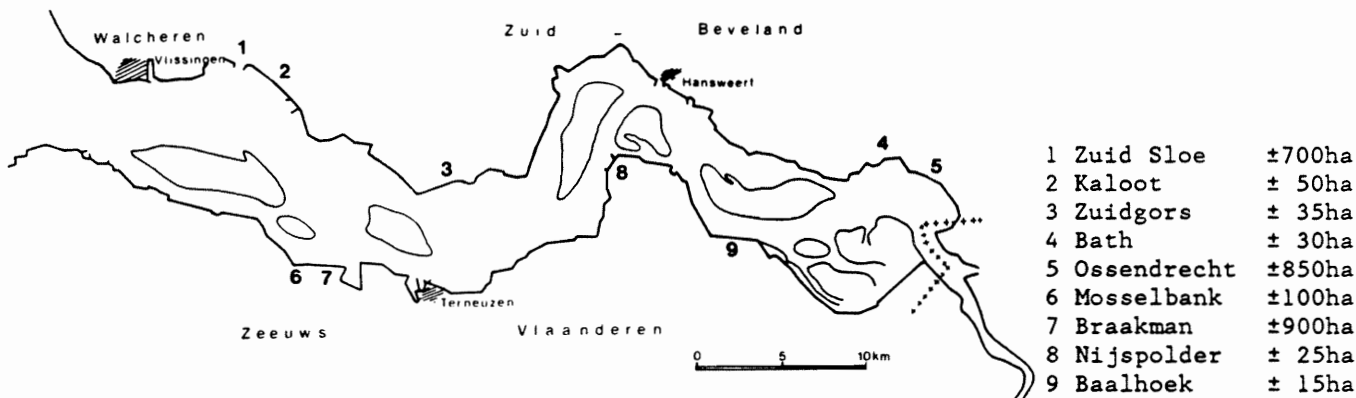 Walcheren
Vlissingen
1
2
Zuid
Beveland
Hansweert
3
4
5
8
9
6
7
Terneuzen
Zeeuws
Vlaanderen
0 5 10km
1 Zuid Sloe ±700ha
2 Kaloot ± 50ha
3 Zuidgors ± 35ha
4 Bath ± 30ha
5 Ossendrecht ±850ha
6 Mosselbank ±100ha
7 Braakman ±900ha
8 Nijspolder ± 25ha
9 Baalhoek ± 15ha